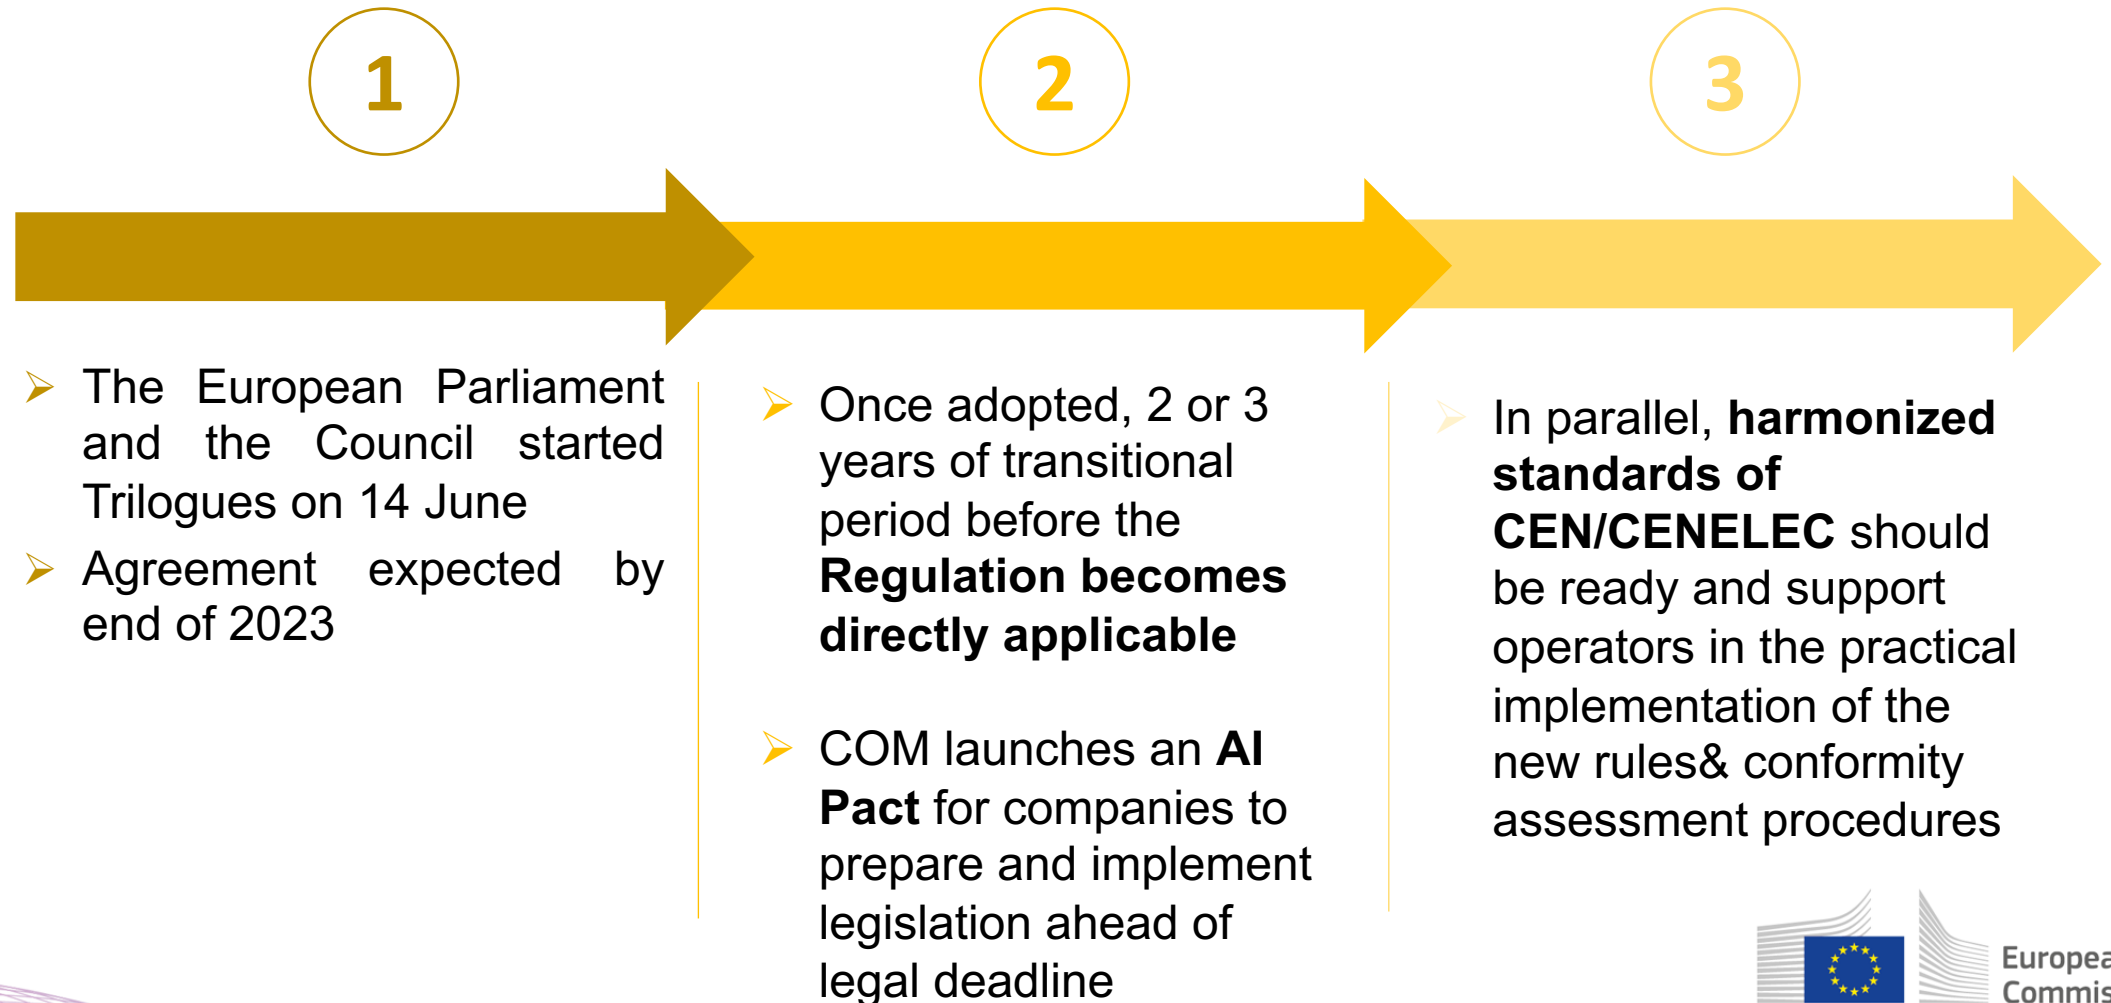 1
2
3
The European Parliament
and the Council started
Trilogues on 14 June
Agreement expected by
end of 2023
Once adopted, 2 or 3
years of transitional
period before the
Regulation becomes
directly applicable
COM launches an AI
Pact for companies to
prepare and implement
legislation ahead of
legal deadline
In parallel, harmonized
standards of
CEN/CENELEC should
be ready and support
operators in the practical
implementation of the
new rules& conformity
assessment procedures
Europea
Commis